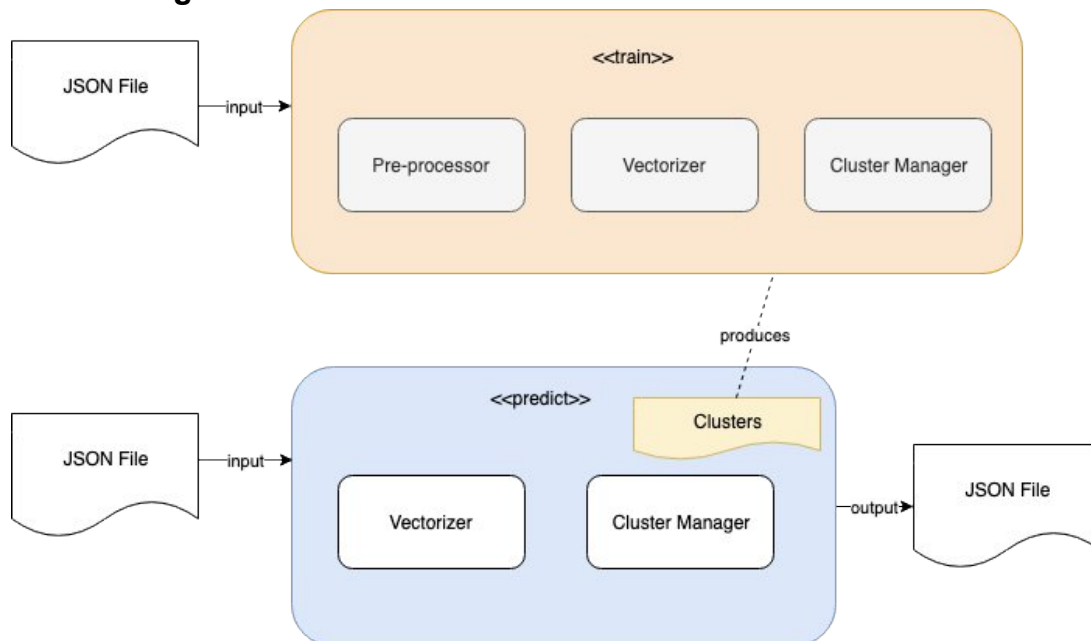 <<train>>
JSON File
input
Pre-processor
Vectorizer
Cluster Manager
produces
<<predict>>
Clusters
JSON File
input
JSON File
output
Vectorizer
Cluster Manager